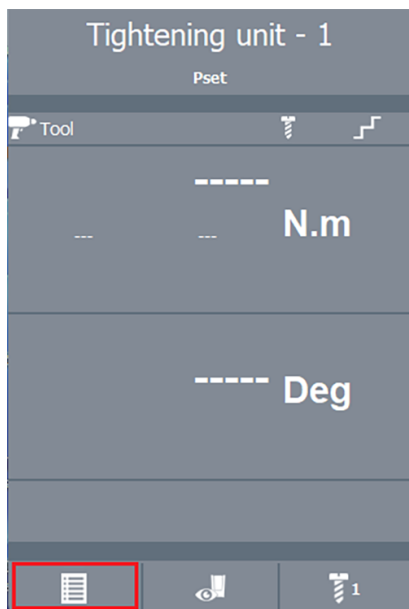 Tightening unit - 1
Pset
Tool
-----
--- --- N.m
----- Deg
1